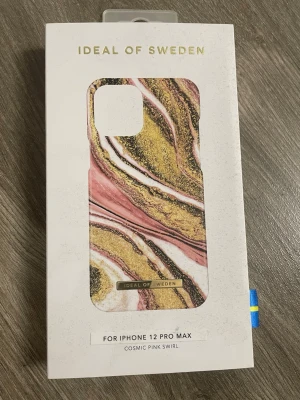 IDEAL OF SWEDEN
IDEAL OF SWEDEN
FOR IPHONE 12 PRO MAX
COSMIC PINK SWIRL